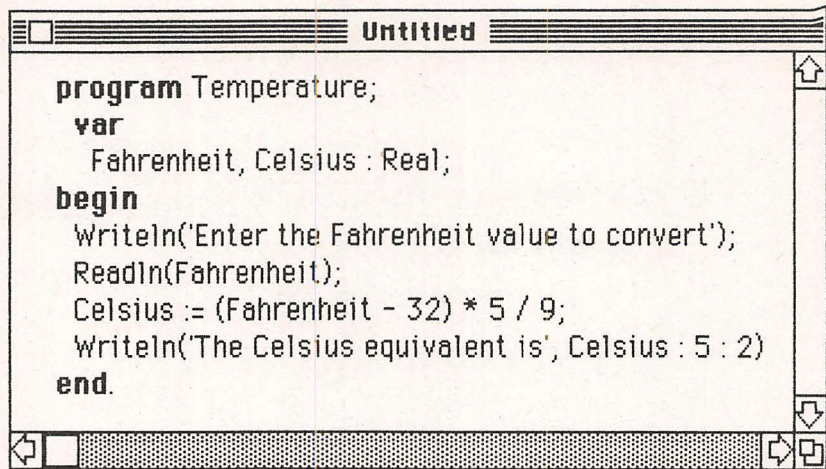 Untitled
program Temperature;
var
Fahrenheit, Celsius : Real;
begin
Writeln('Enter the Fahrenheit value to convert');
Readln(Fahrenheit);
Celsius := (Fahrenheit - 32) * 5 / 9;
Writeln('The Celsius equivalent is', Celsius : 5 : 2)
end.